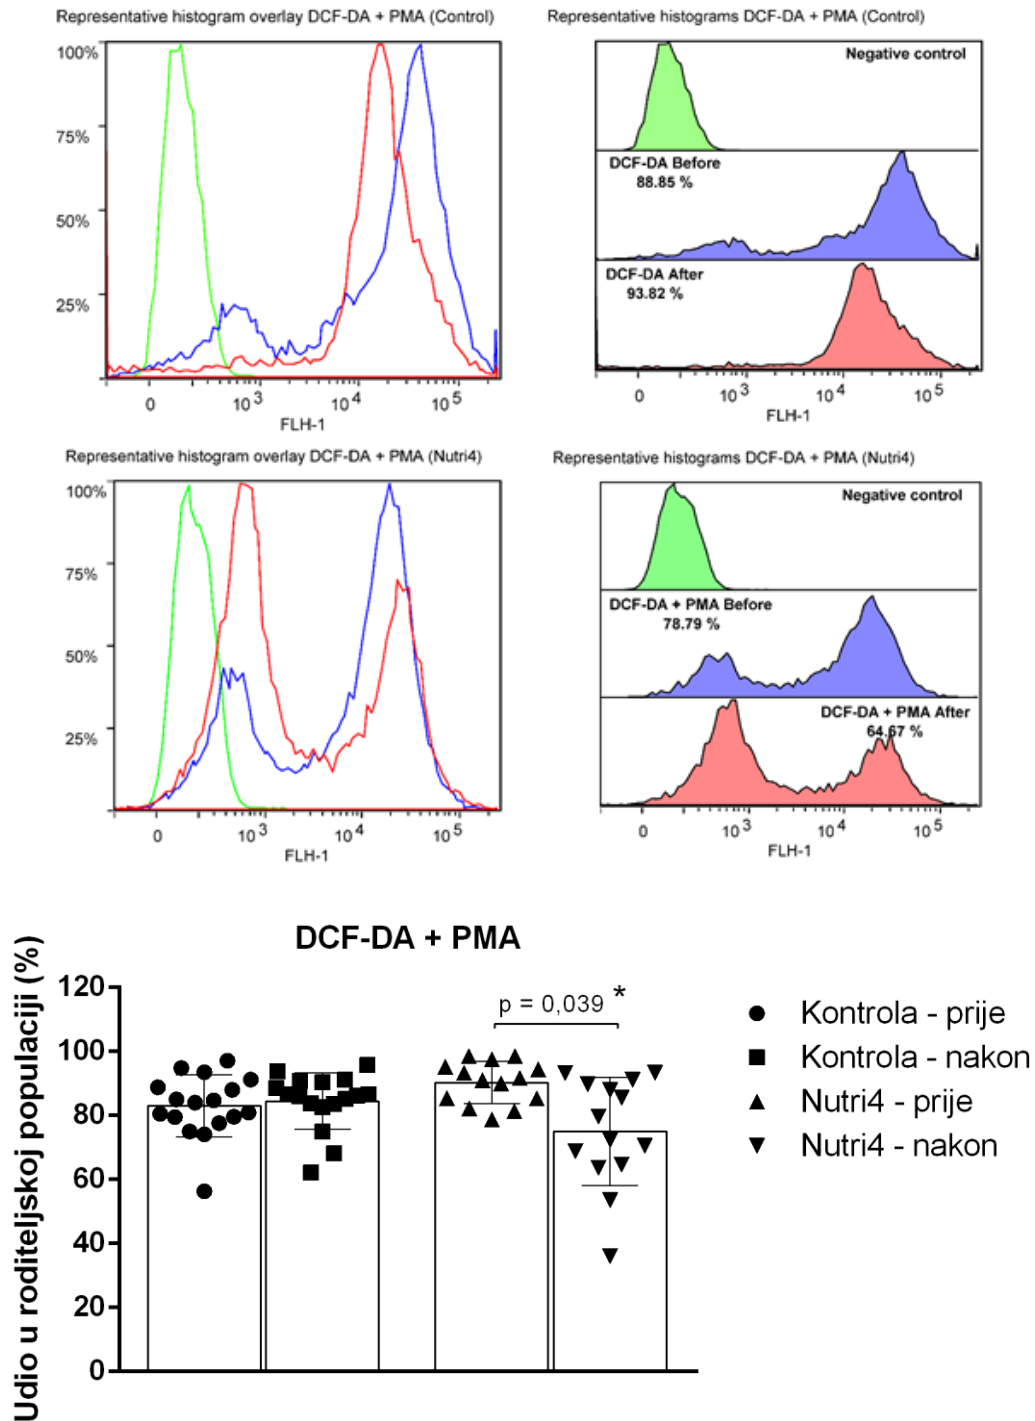 Representative histogram overlay DCF-DA + PMA (Control)
100%
75%
50%
25%
0 10³ 10⁴ 10⁵
FLH-1
Representative histograms DCF-DA + PMA (Control)
Negative control
DCF-DA Before
88.85 %
DCF-DA After
93.82 %
0 10³ 10⁴ 10⁵
FLH-1
Representative histogram overlay DCF-DA + PMA (Nutri4)
100%
75%
50%
25%
0 10³ 10⁴ 10⁵
FLH-1
Representative histograms DCF-DA + PMA (Nutri4)
Negative control
DCF-DA + PMA Before
78.79 %
DCF-DA + PMA After
64.67 %
0 10³ 10⁴ 10⁵
FLH-1
DCF-DA + PMA
Udio u roditeljskoj populaciji (%)
120
100
80
60
40
20
0
p = 0,039 *
Kontrola - prije
Kontrola - nakon
Nutri4 - prije
Nutri4 - nakon